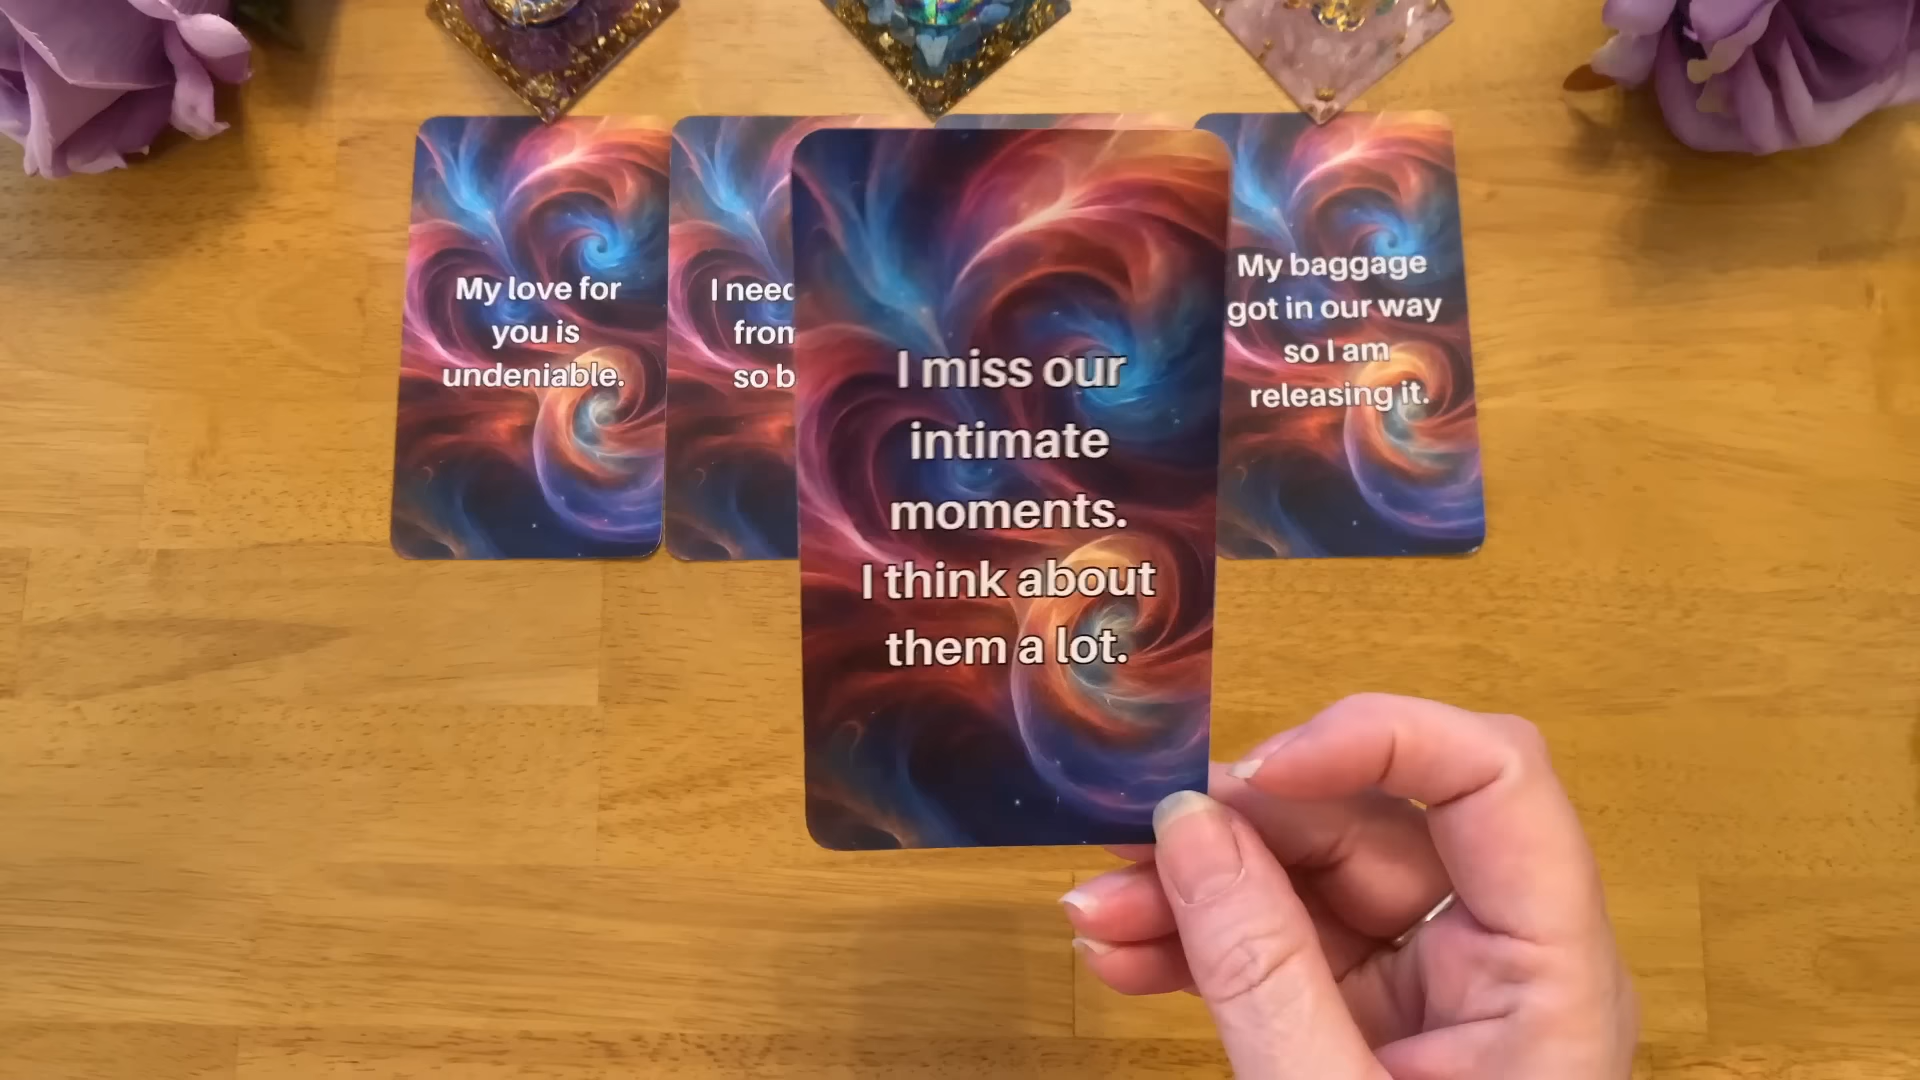 My love for
you is
undeniable.
I need
from
so b
I miss our
intimate
moments.
I think about
them a lot.
My baggage
got in our way
so I am
releasing it.